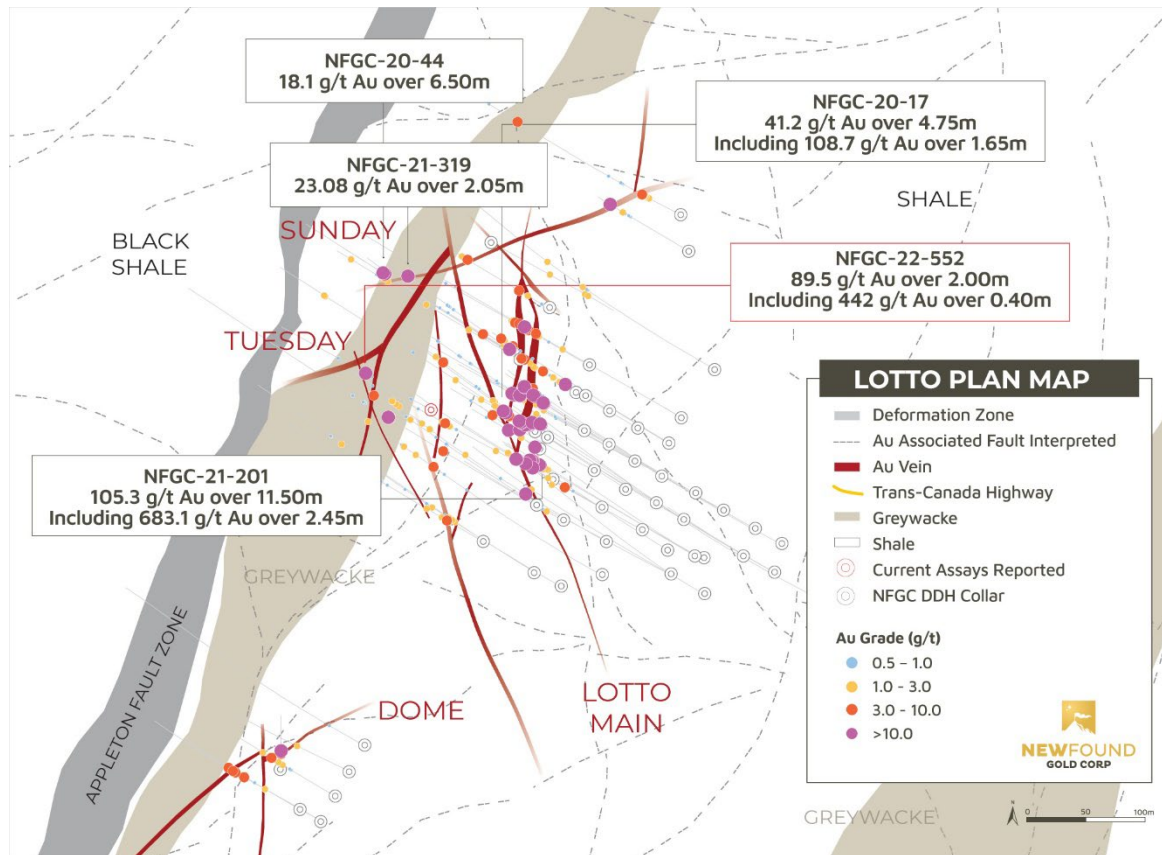 NFGC-20-44
18.1 g/t Au over 6.50m
NFGC-20-17
41.2 g/t Au over 4.75m
Including 108.7 g/t Au over 1.65m
NFGC-21-319
23.08 g/t Au over 2.05m
SHALE
SUNDAY
BLACK
SHALE
NFGC-22-552
89.5 g/t Au over 2.00m
Including 442 g/t Au over 0.40m
TUESDAY
NFGC-21-201
105.3 g/t Au over 11.50m
Including 683.1 g/t Au over 2.45m
GREYWACKE
APPLETON FAULT ZONE
DOME
LOTTO
MAIN
LOTTO PLAN MAP
Deformation Zone
Au Associated Fault Interpreted
Au Vein
Trans-Canada Highway
Greywacke
Shale
Current Assays Reported
NFGC DDH Collar
Au Grade (g/t)
0.5 – 1.0
1.0 - 3.0
3.0 - 10.0
>10.0
NEWFOUND
GOLD CORP
GREYWACKE
N
0 50 100m